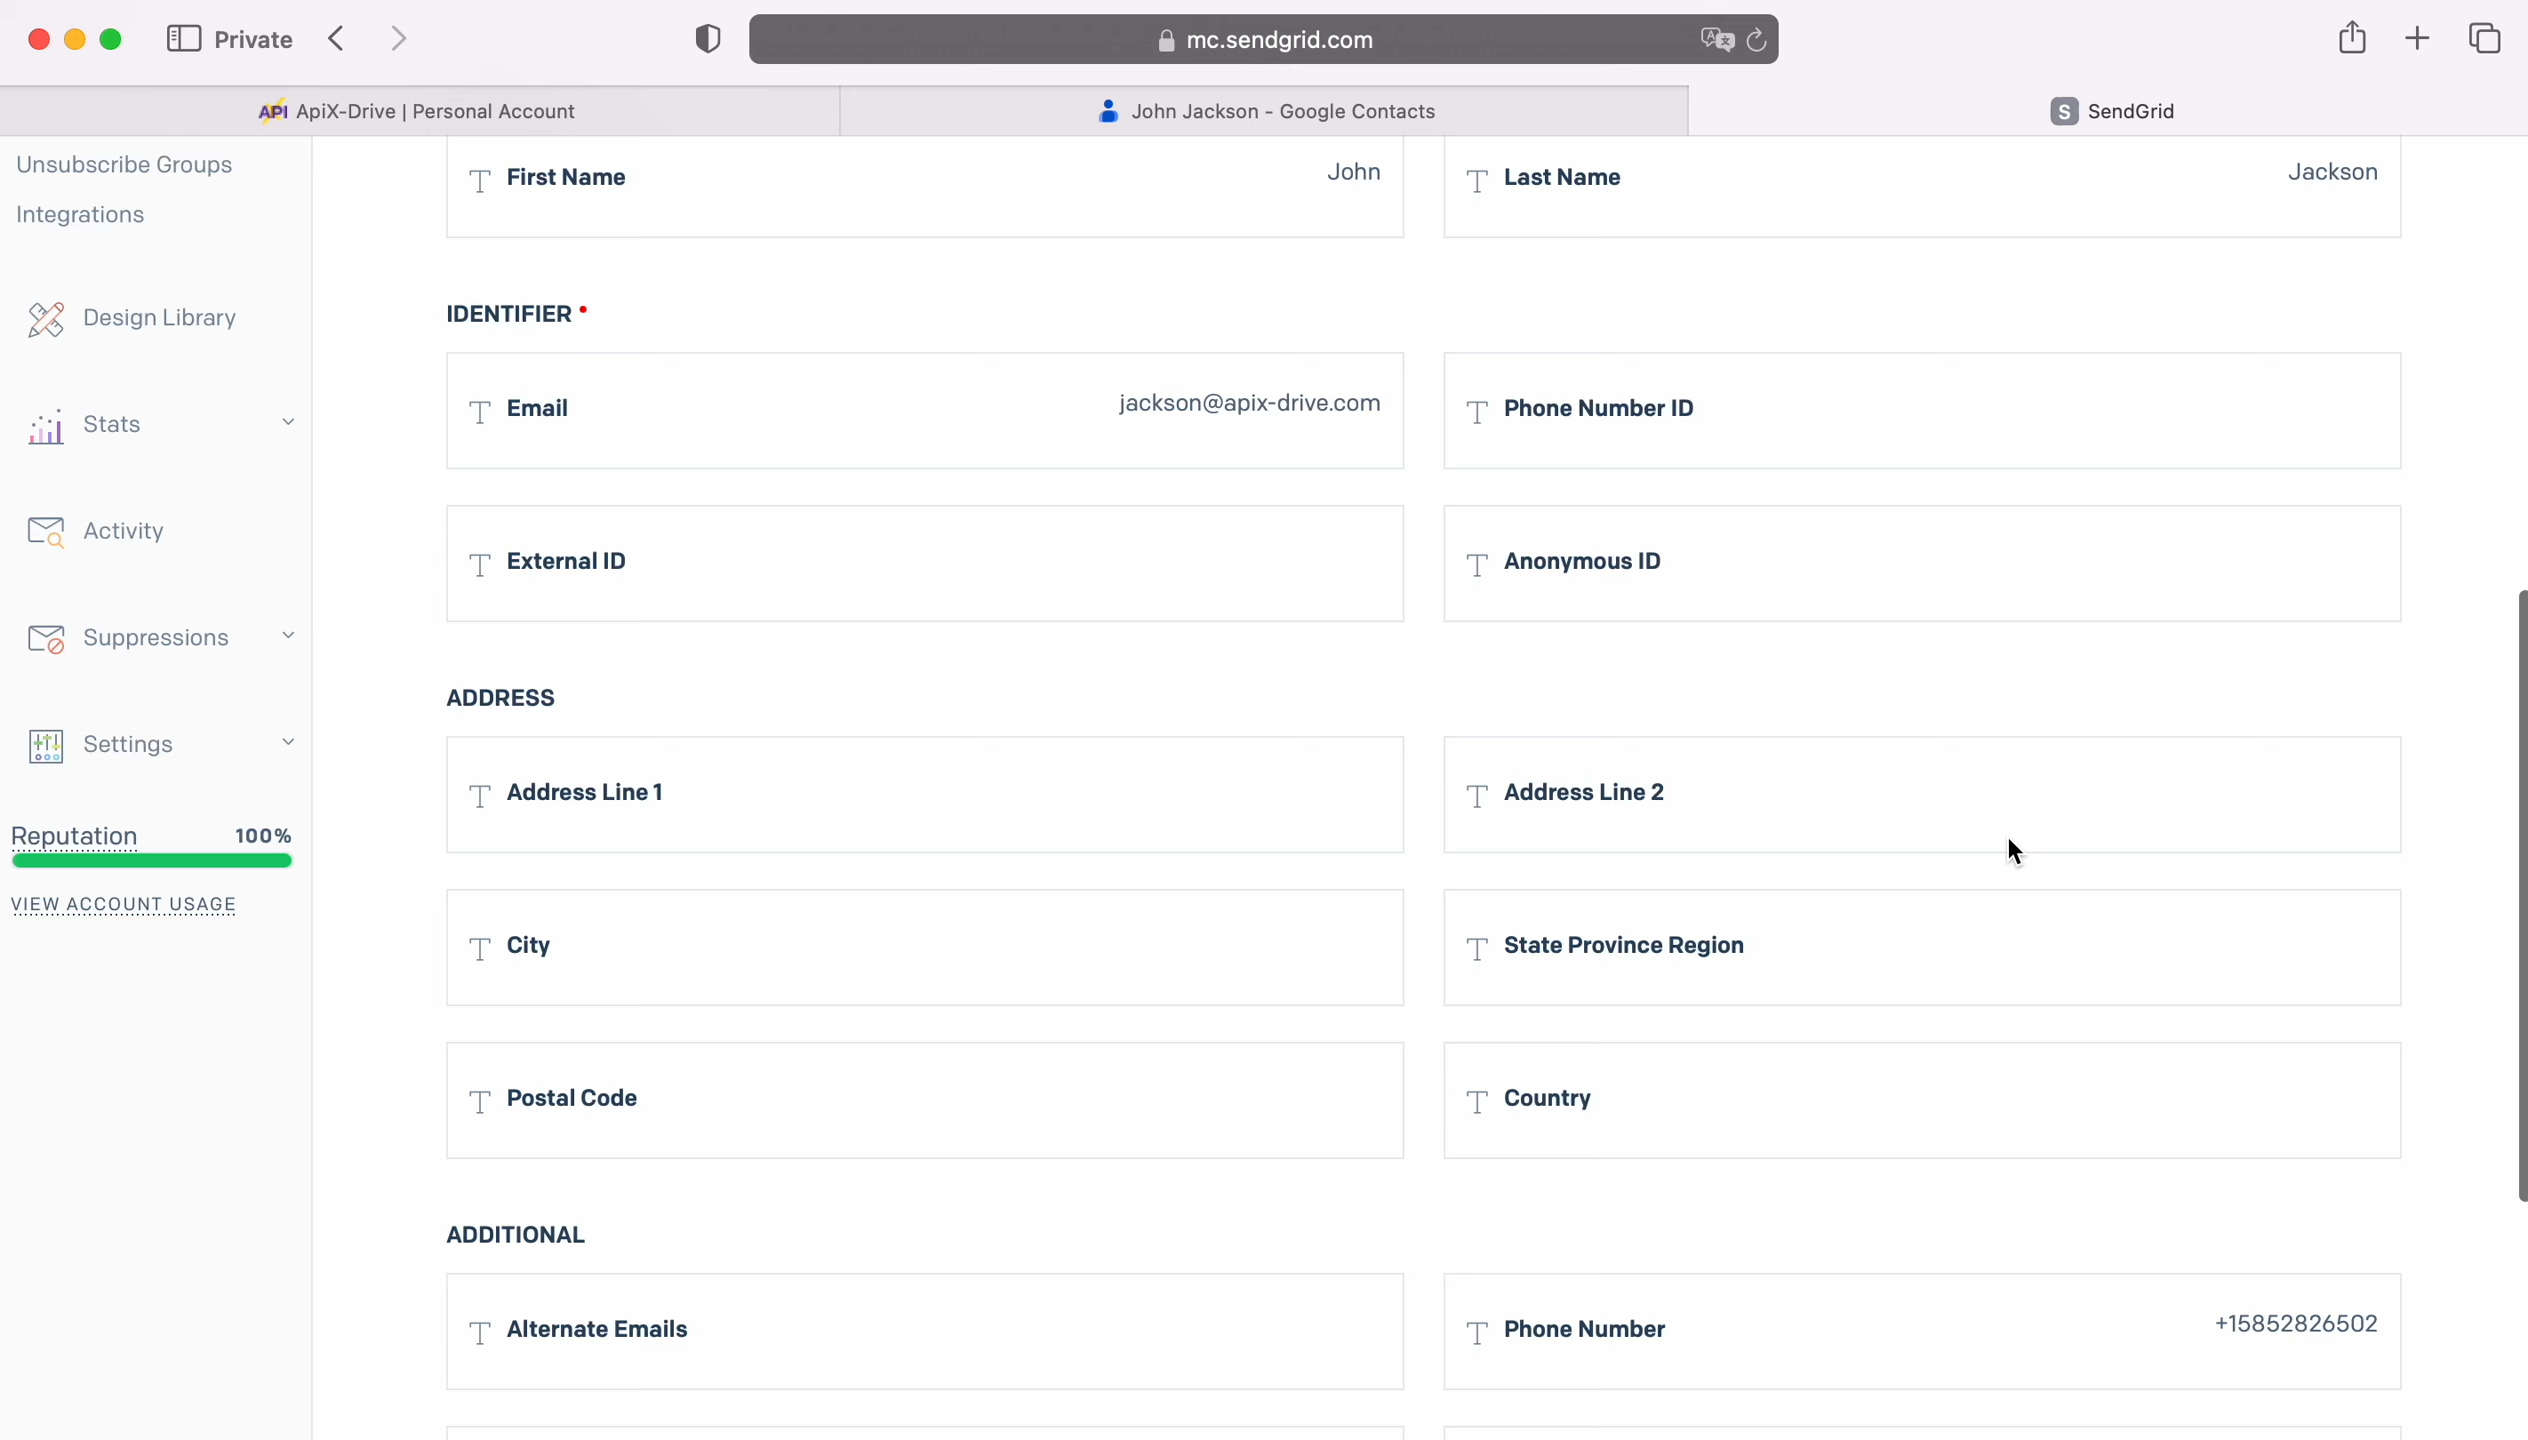 Private
mc.sendgrid.com
API ApiX-Drive | Personal Account
John Jackson - Google Contacts
S SendGrid
Unsubscribe Groups
Integrations
Design Library
Stats
Activity
Suppressions
Settings
Reputation 100%
VIEW ACCOUNT USAGE
First Name John
Last Name Jackson
IDENTIFIER
Email jackson@apix-drive.com
Phone Number ID
External ID
Anonymous ID
ADDRESS
Address Line 1
Address Line 2
City
State Province Region
Postal Code
Country
ADDITIONAL
Alternate Emails
Phone Number +15852826502